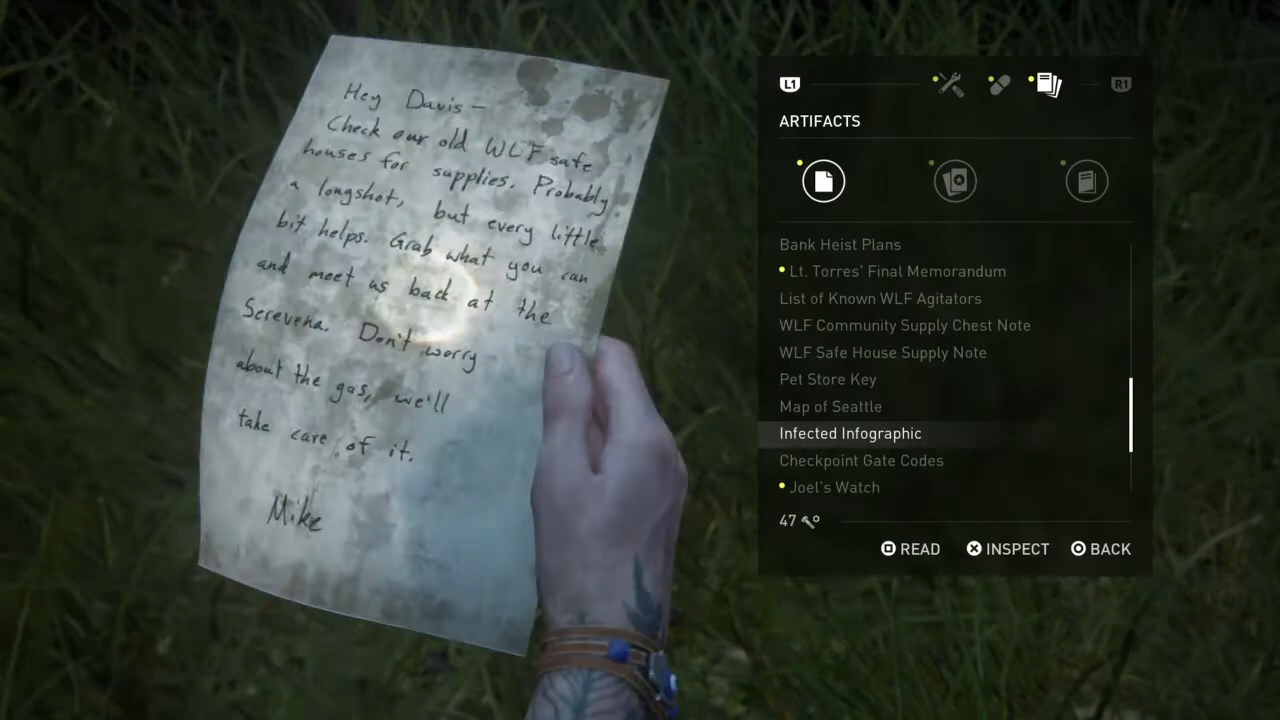 Hey Davis —
Check our old WLF safe
houses for supplies. Probably
a longshot, but every little
bit helps. Grab what you can
and meet us back at the
Serevena. Don't worry
about the gas, we'll
take care of it.
Mike
L1
R1
ARTIFACTS
Bank Heist Plans
Lt. Torres' Final Memorandum
List of Known WLF Agitators
WLF Community Supply Chest Note
WLF Safe House Supply Note
Pet Store Key
Map of Seattle
Infected Infographic
Checkpoint Gate Codes
Joel's Watch
47
READ INSPECT BACK